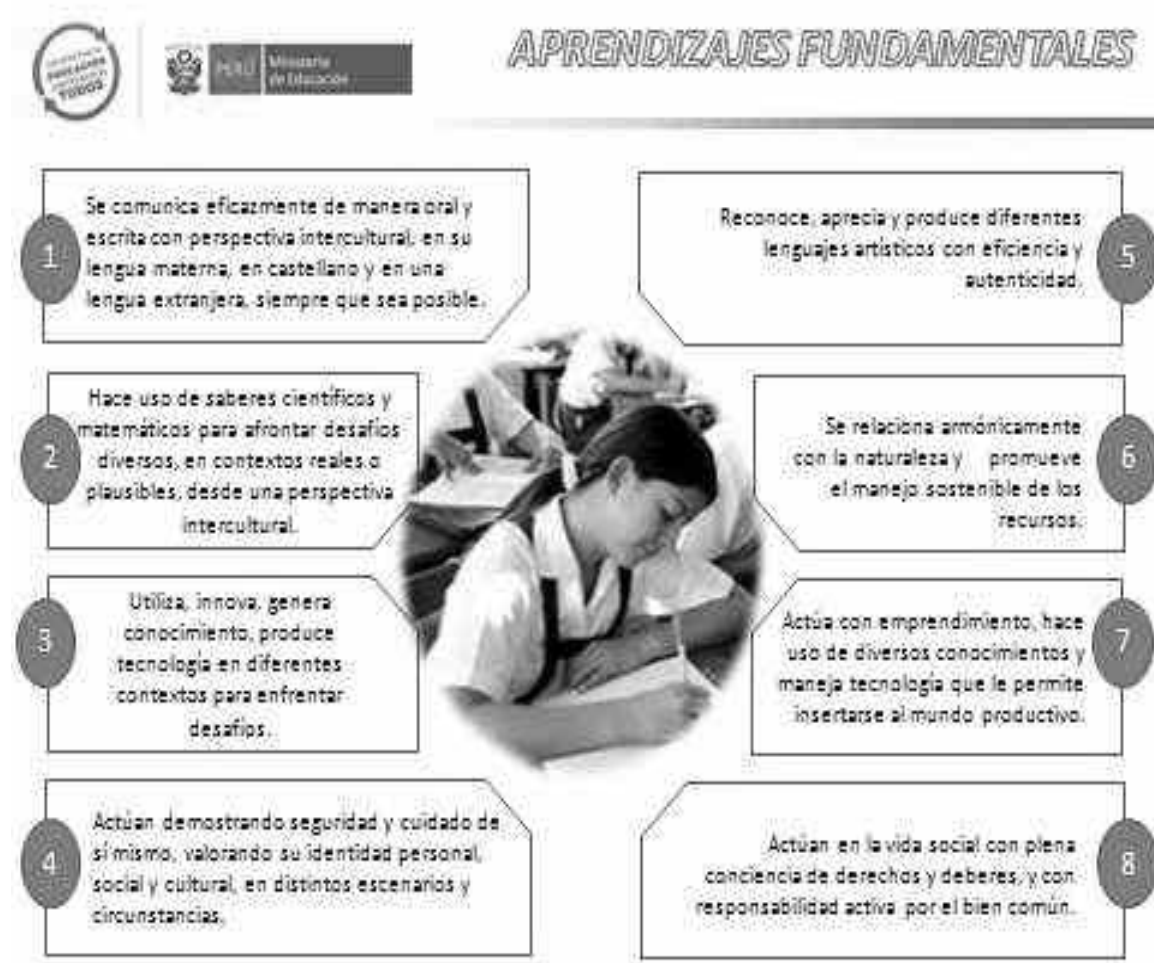 EDUCACIÓN
TODOS
PERÚ
Ministerio
de Educación
APRENDIZAJES FUNDAMENTALES
1
Se comunica eficazmente de manera oral y
escrita con perspectiva intercultural, en su
lengua materna, en castellano y en una
lengua extranjera, siempre que sea posible.
2
Hace uso de saberes científicos y
matemáticos para afrontar desafíos
diversos, en contextos reales o
plausibles, desde una perspectiva
intercultural.
3
Utiliza, innova, genera
conocimiento, produce
tecnología en diferentes
contextos para enfrentar
desafíos.
4
Actúan demostrando seguridad y cuidado de
sí mismo, valorando su identidad personal,
social y cultural, en distintos escenarios y
circunstancias.
5
Reconoce, aprecia y produce diferentes
lenguajes artísticos con eficiencia y
autenticidad.
6
Se relaciona armónicamente
con la naturaleza y promueve
el manejo sostenible de los
recursos.
7
Actúa con emprendimiento, hace
uso de diversos conocimientos y
maneja tecnología que le permite
insertarse al mundo productivo.
8
Actúan en la vida social con plena
conciencia de derechos y deberes, y con
responsabilidad activa por el bien común.